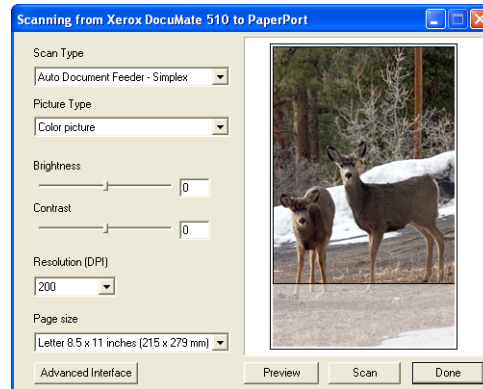 Scanning from Xerox DocuMate 510 to PaperPort
Scan Type
Auto Document Feeder - Simplex
Picture Type
Color picture
Brightness
0
Contrast
0
Resolution (DPI)
200
Page size
Letter 8.5 x 11 inches (215 x 279 mm)
Advanced Interface
Preview
Scan
Done